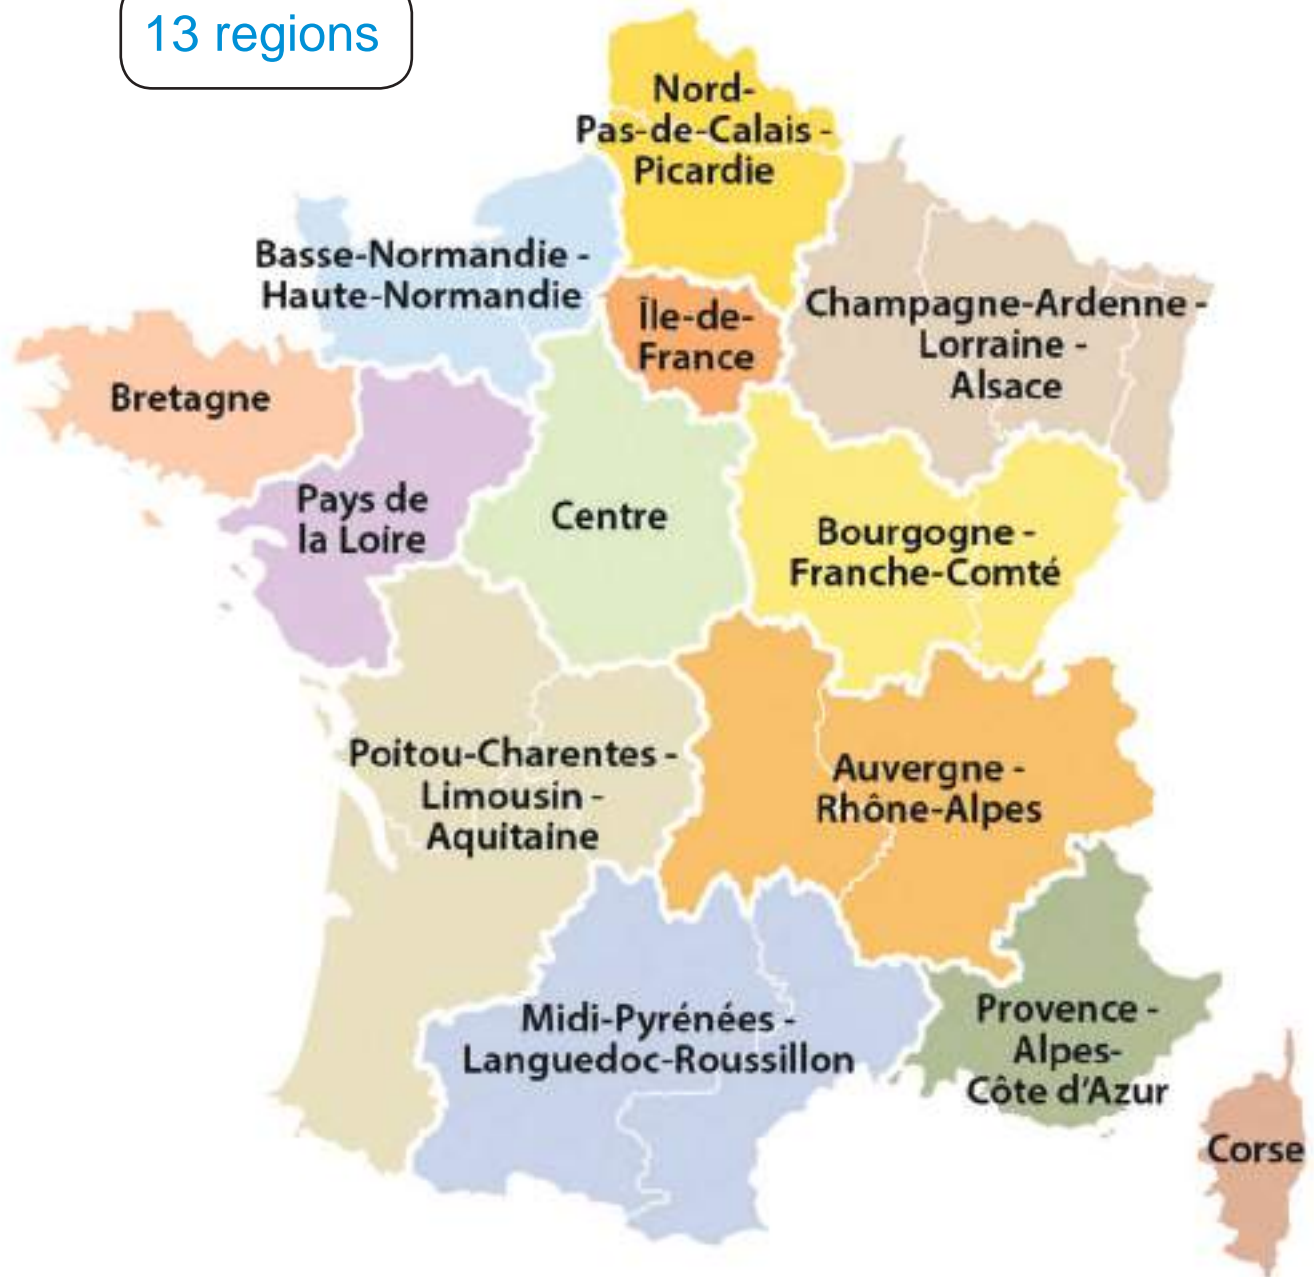 13 regions
Nord-
Pas-de-Calais -
Picardie
Basse-Normandie -
Haute-Normandie
Île-de-
France
Champagne-Ardenne -
Lorraine -
Alsace
Bretagne
Pays de
la Loire
Centre
Bourgogne -
Franche-Comté
Poitou-Charentes -
Limousin -
Aquitaine
Auvergne -
Rhône-Alpes
Midi-Pyrénées -
Languedoc-Roussillon
Provence -
Alpes-
Côte d'Azur
Corse